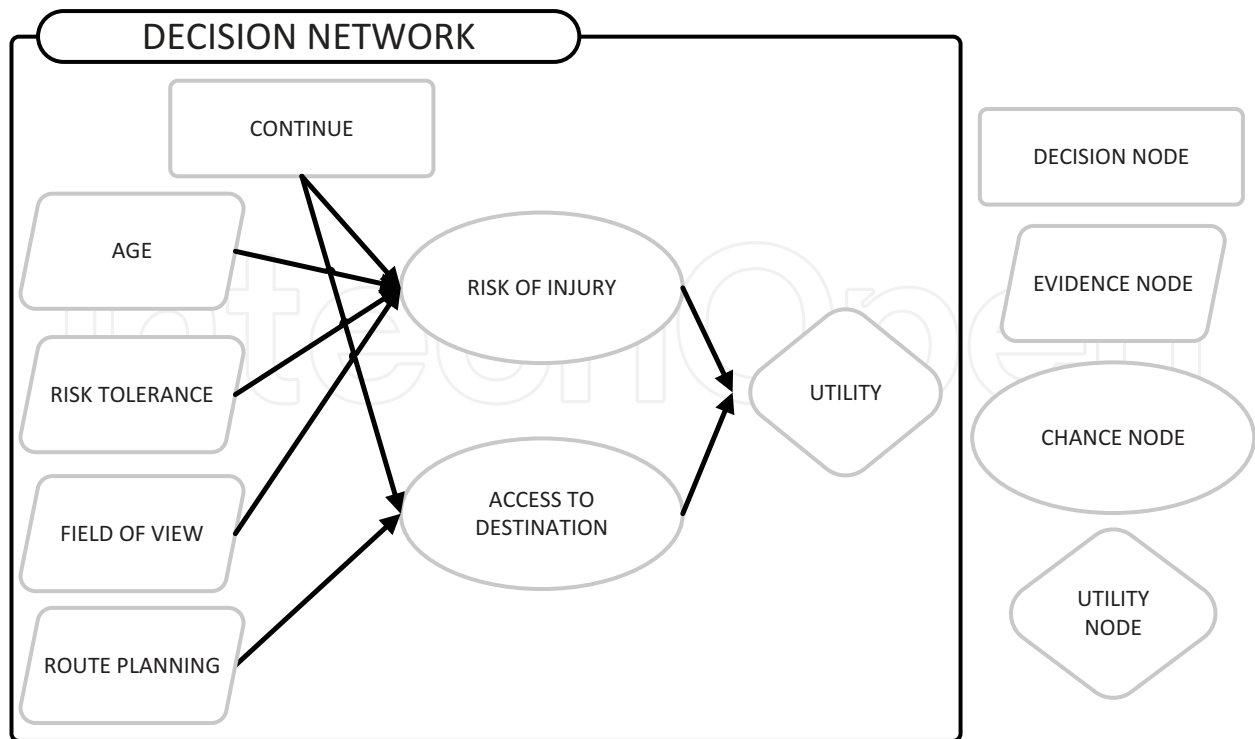 DECISION NETWORK
CONTINUE
AGE
RISK TOLERANCE
FIELD OF VIEW
ROUTE PLANNING
RISK OF INJURY
ACCESS TO
DESTINATION
UTILITY
DECISION NODE
EVIDENCE NODE
CHANCE NODE
UTILITY
NODE
IntechOpen